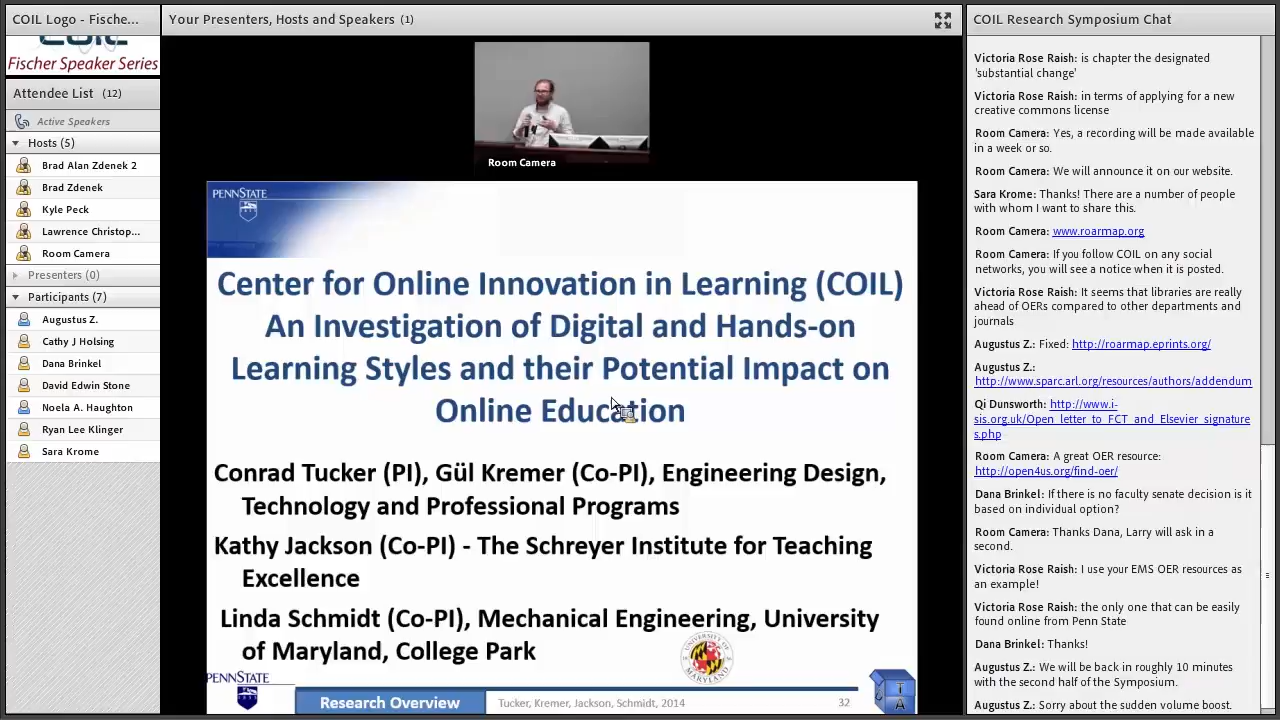 COIL Logo - Fische...
COIL
Fischer Speaker Series
Attendee List (12)
Active Speakers
Hosts (5)
Brad Alan Zdenek 2
Brad Zdenek
Kyle Peck
Lawrence Christop...
Room Camera
Presenters (0)
Participants (7)
Augustus Z.
Cathy J Holsing
Dana Brinkel
David Edwin Stone
Noela A. Haughton
Ryan Lee Klinger
Sara Krome
Your Presenters, Hosts and Speakers (1)
Room Camera
PENNSTATE
1855
Center for Online Innovation in Learning (COIL)
An Investigation of Digital and Hands-on
Learning Styles and their Potential Impact on
Online Education
Conrad Tucker (PI), Gül Kremer (Co-PI), Engineering Design,
Technology and Professional Programs
Kathy Jackson (Co-PI) - The Schreyer Institute for Teaching
Excellence
Linda Schmidt (Co-PI), Mechanical Engineering, University
of Maryland, College Park
UNIVERSITY OF
MARYLAND
PENNSTATE
Research Overview
Tucker, Kremer, Jackson, Schmidt, 2014
32
T
A
COIL Research Symposium Chat
Victoria Rose Raish: is chapter the designated
'substantial change'
Victoria Rose Raish: in terms of applying for a new
creative commons license
Room Camera: Yes, a recording will be made available
in a week or so.
Room Camera: We will announce it on our website.
Sara Krome: Thanks! There are a number of people
with whom I want to share this.
Room Camera: www.roarmap.org
Room Camera: If you follow COIL on any social
networks, you will see a notice when it is posted.
Victoria Rose Raish: It seems that libraries are really
ahead of OERs compared to other departments and
journals
Augustus Z.: Fixed: http://roarmap.eprints.org/
Augustus Z.:
http://www.sparc.arl.org/resources/authors/addendum
Qi Dunsworth: http://www.i-
sis.org.uk/Open_letter_to_FCT_and_Elsevier_signature
s.php
Room Camera: A great OER resource:
http://open4us.org/find-oer/
Dana Brinkel: If there is no faculty senate decision is it
based on individual option?
Room Camera: Thanks Dana, Larry will ask in a
second.
Victoria Rose Raish: I use your EMS OER resources as
an example!
Victoria Rose Raish: the only one that can be easily
found online from Penn State
Dana Brinkel: Thanks!
Augustus Z.: We will be back in roughly 10 minutes
with the second half of the Symposium.
Augustus Z.: Sorry about the sudden volume boost.